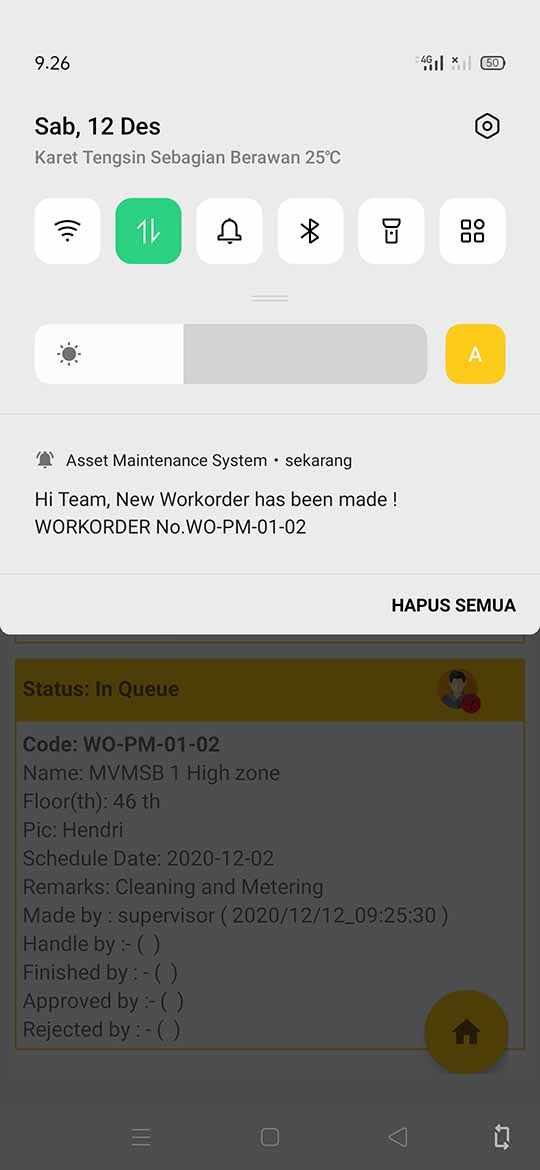 9.26
4G
50
Sab, 12 Des
Karet Tengsin Sebagian Berawan 25℃
A
Asset Maintenance System • sekarang
Hi Team, New Workorder has been made !
WORKORDER No.WO-PM-01-02
HAPUS SEMUA
Status: In Queue
Code: WO-PM-01-02
Name: MVMSB 1 High zone
Floor(th): 46 th
Pic: Hendri
Schedule Date: 2020-12-02
Remarks: Cleaning and Metering
Made by : supervisor ( 2020/12/12_09:25:30 )
Handle by :- (  )
Finished by : - (  )
Approved by :- (  )
Rejected by : - (  )